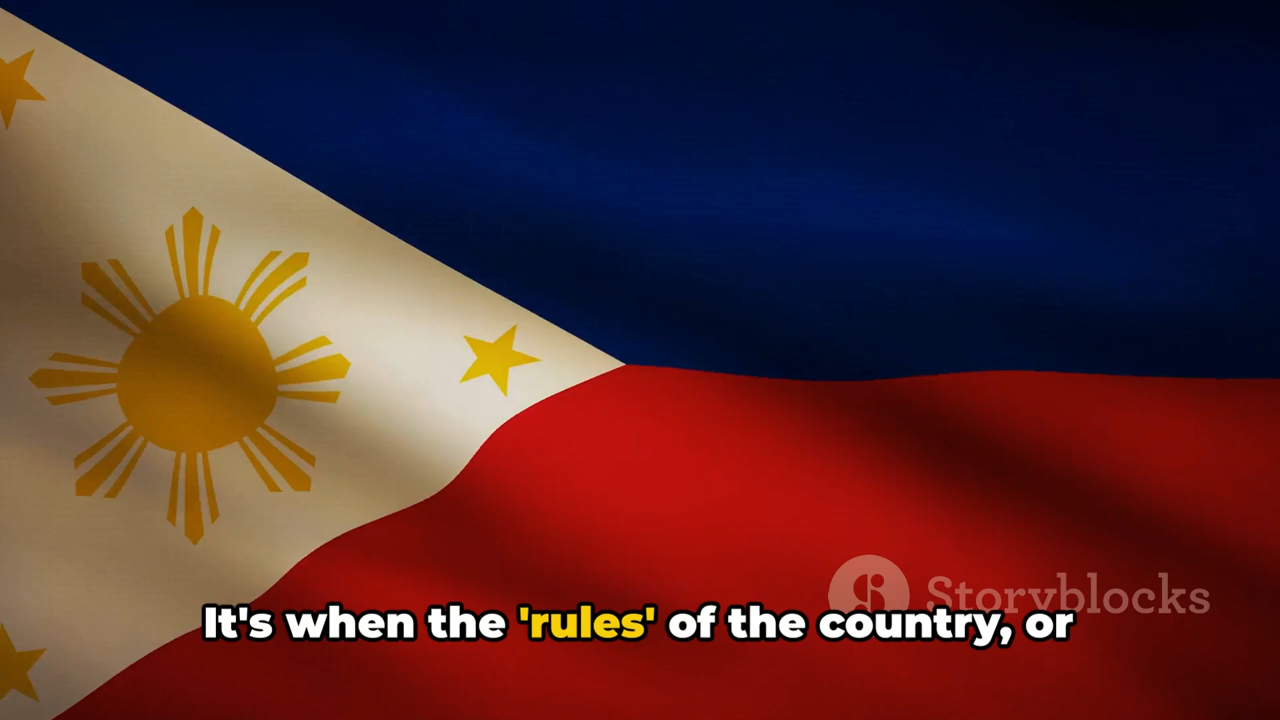 Storyblocks
It's when the 'rules' of the country, or